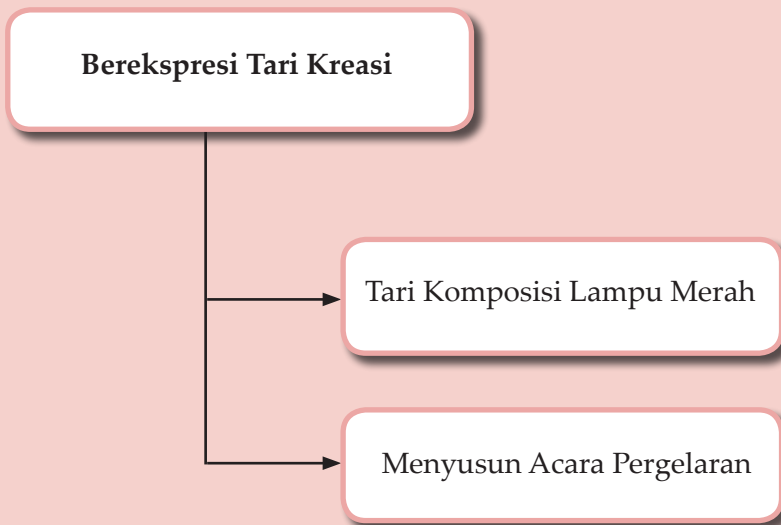 Berekspresi Tari Kreasi
Tari Komposisi Lampu Merah
Menyusun Acara Pergelaran